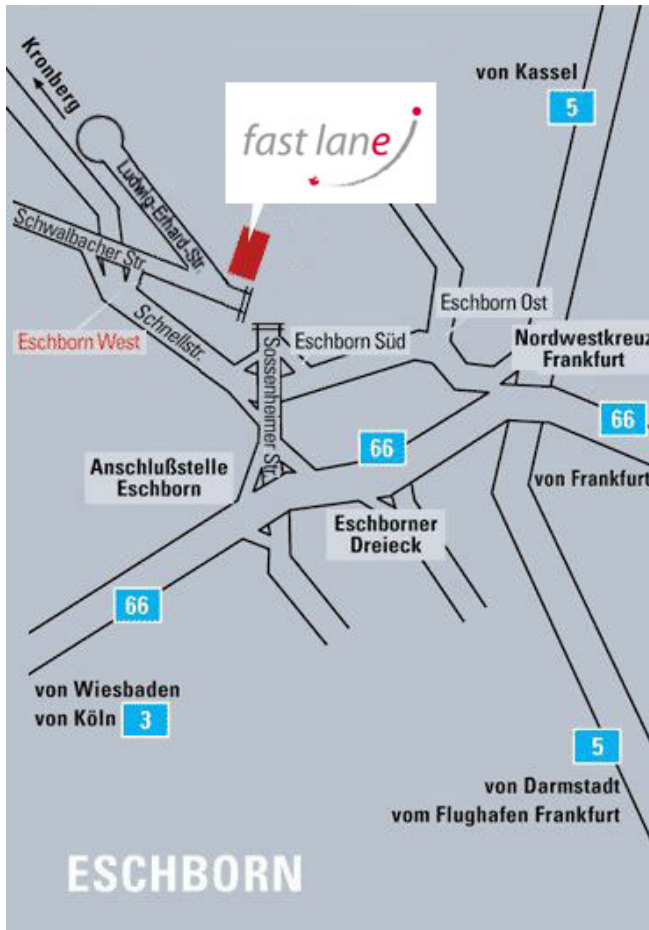 von Kassel
5
Kronberg
fast lane
Ludwig-Erhard-Str.
Schwalbacher Str.
Eschborn Ost
Eschborn West
Schnellstr.
Eschborn Süd
Nordwestkreuz
Frankfurt
Sossenheimer Str.
66
66
Anschlußstelle
Eschborn
von Frankfurt
Eschborner
Dreieck
66
von Wiesbaden
von Köln 3
5
von Darmstadt
vom Flughafen Frankfurt
ESCHBORN